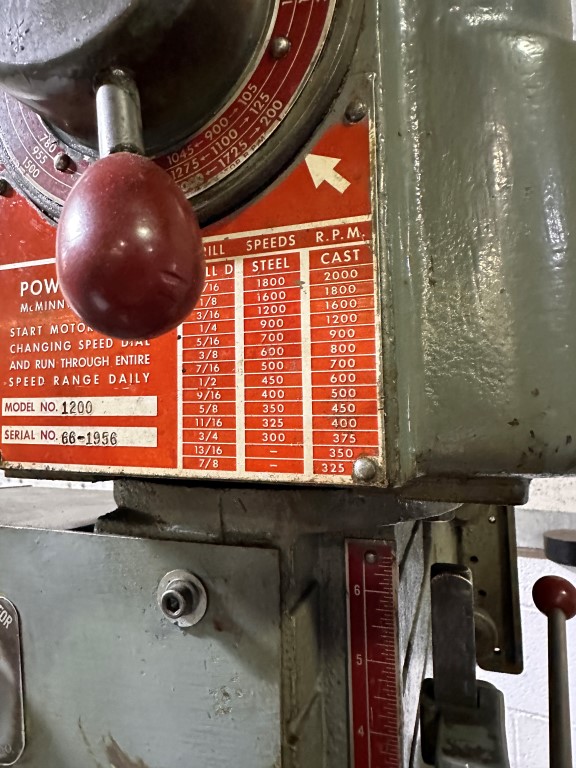 780
955
1500
1045 ← 900 ← 105
1275 ← 1100 → 125
1725 → 200
SPEEDS R.P.M.
STEEL CAST
/16 1800 2000
1/8 1600 1800
3/16 1200 1600
1/4 900 1200
5/16 700 900
3/8 600 800
7/16 500 700
1/2 450 600
9/16 400 500
5/8 350 450
11/16 325 400
3/4 300 375
13/16 – 350
7/8 – 325
POW
McMINN
START MOTOR
CHANGING SPEED DIAL
AND RUN THROUGH ENTIRE
SPEED RANGE DAILY
MODEL NO. 1200
SERIAL NO. 66-1956
6
5
4
TOR